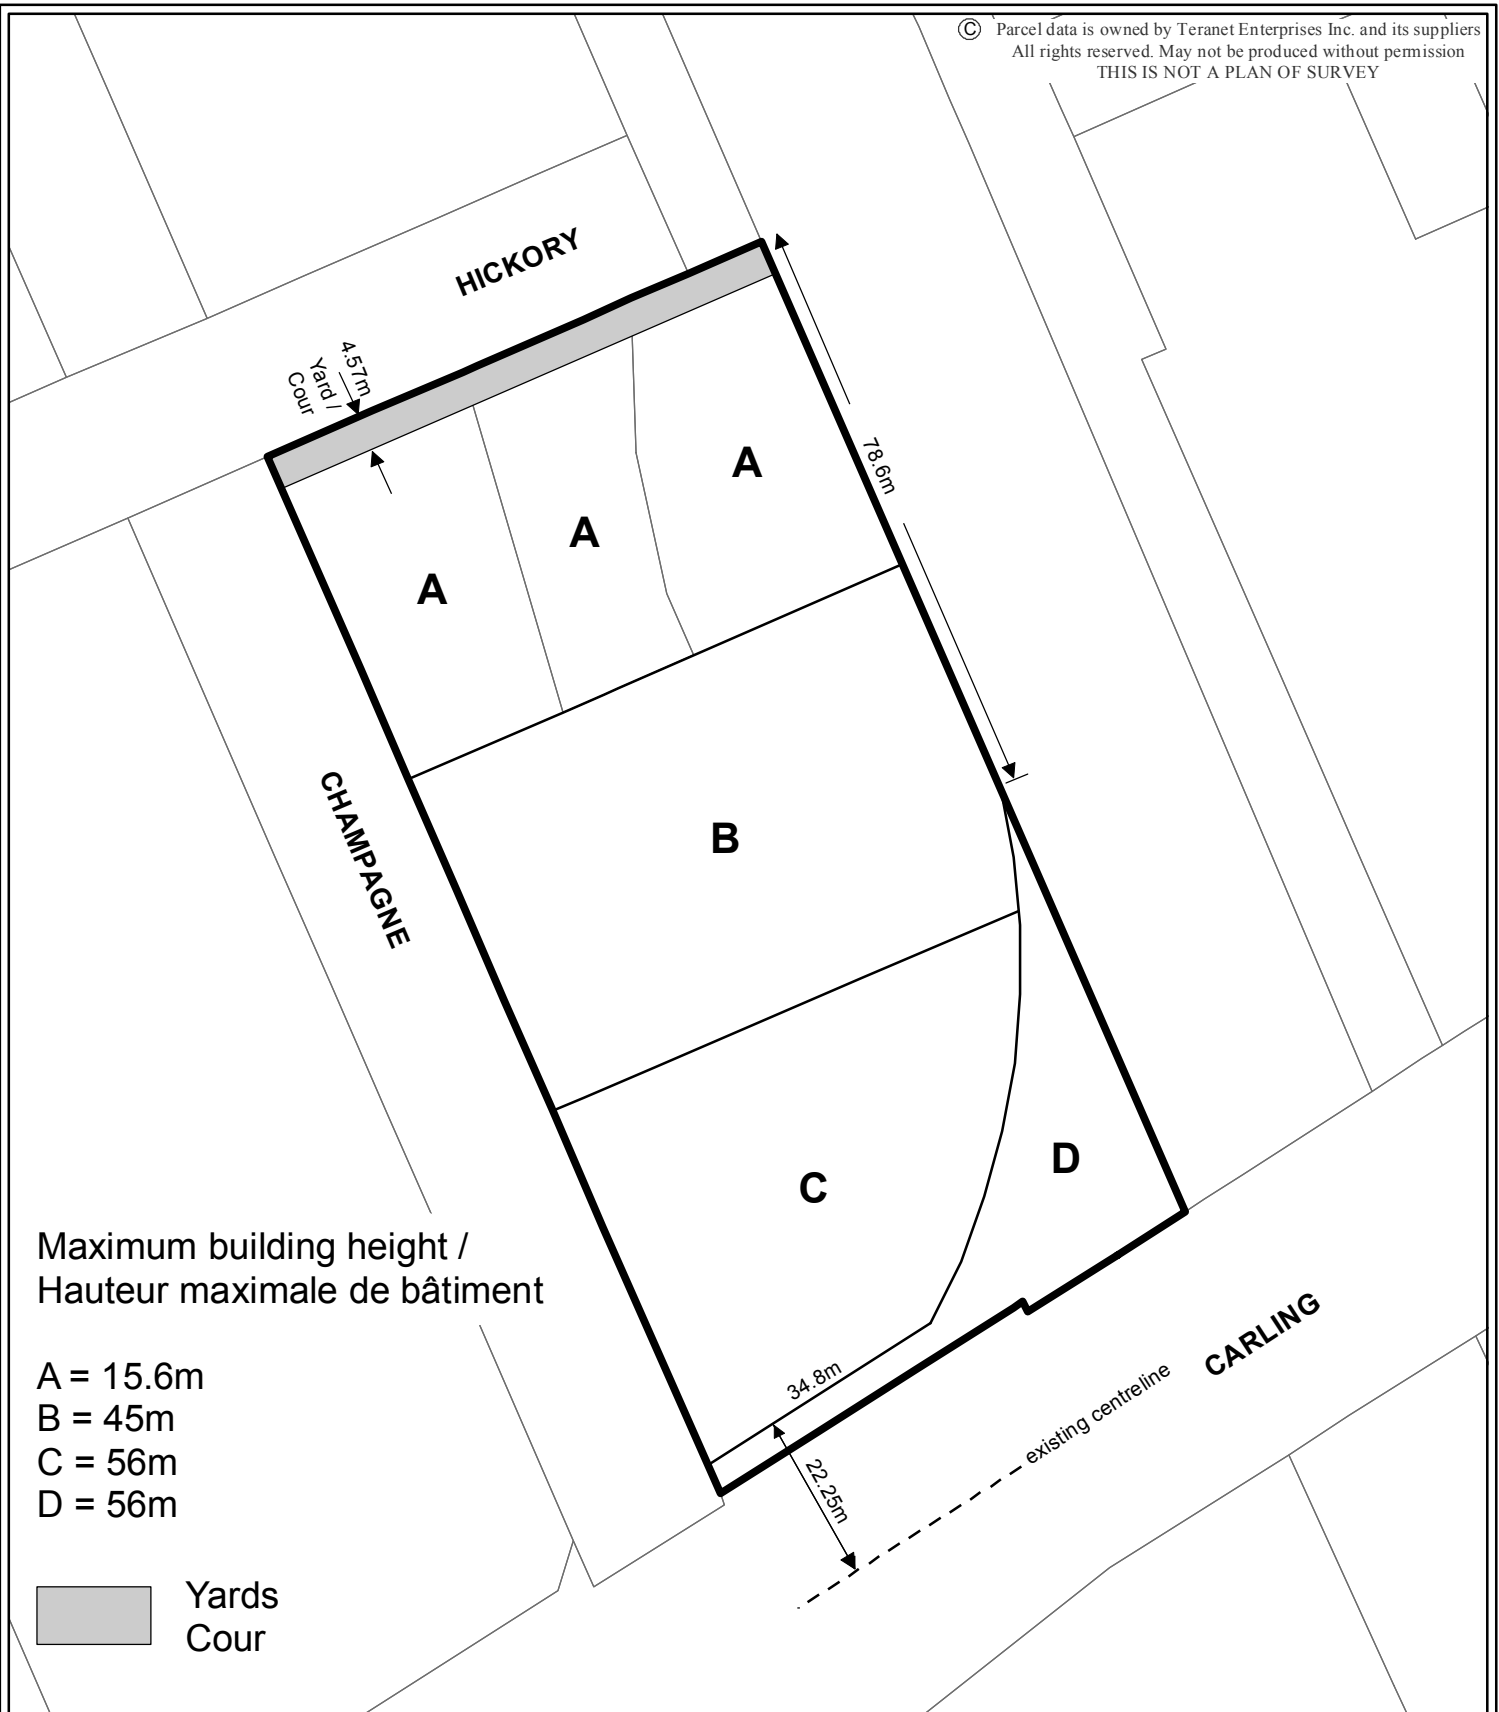 © Parcel data is owned by Teranet Enterprises Inc. and its suppliers
All rights reserved. May not be produced without permission
THIS IS NOT A PLAN OF SURVEY
HICKORY
4.57m
Yard /
Cour
A
A
A
78.6m
CHAMPAGNE
B
C
D
34.8m
22.25m
existing centreline
CARLING
Maximum building height /
Hauteur maximale de bâtiment
A = 15.6m
B = 45m
C = 56m
D = 56m
Yards
Cour